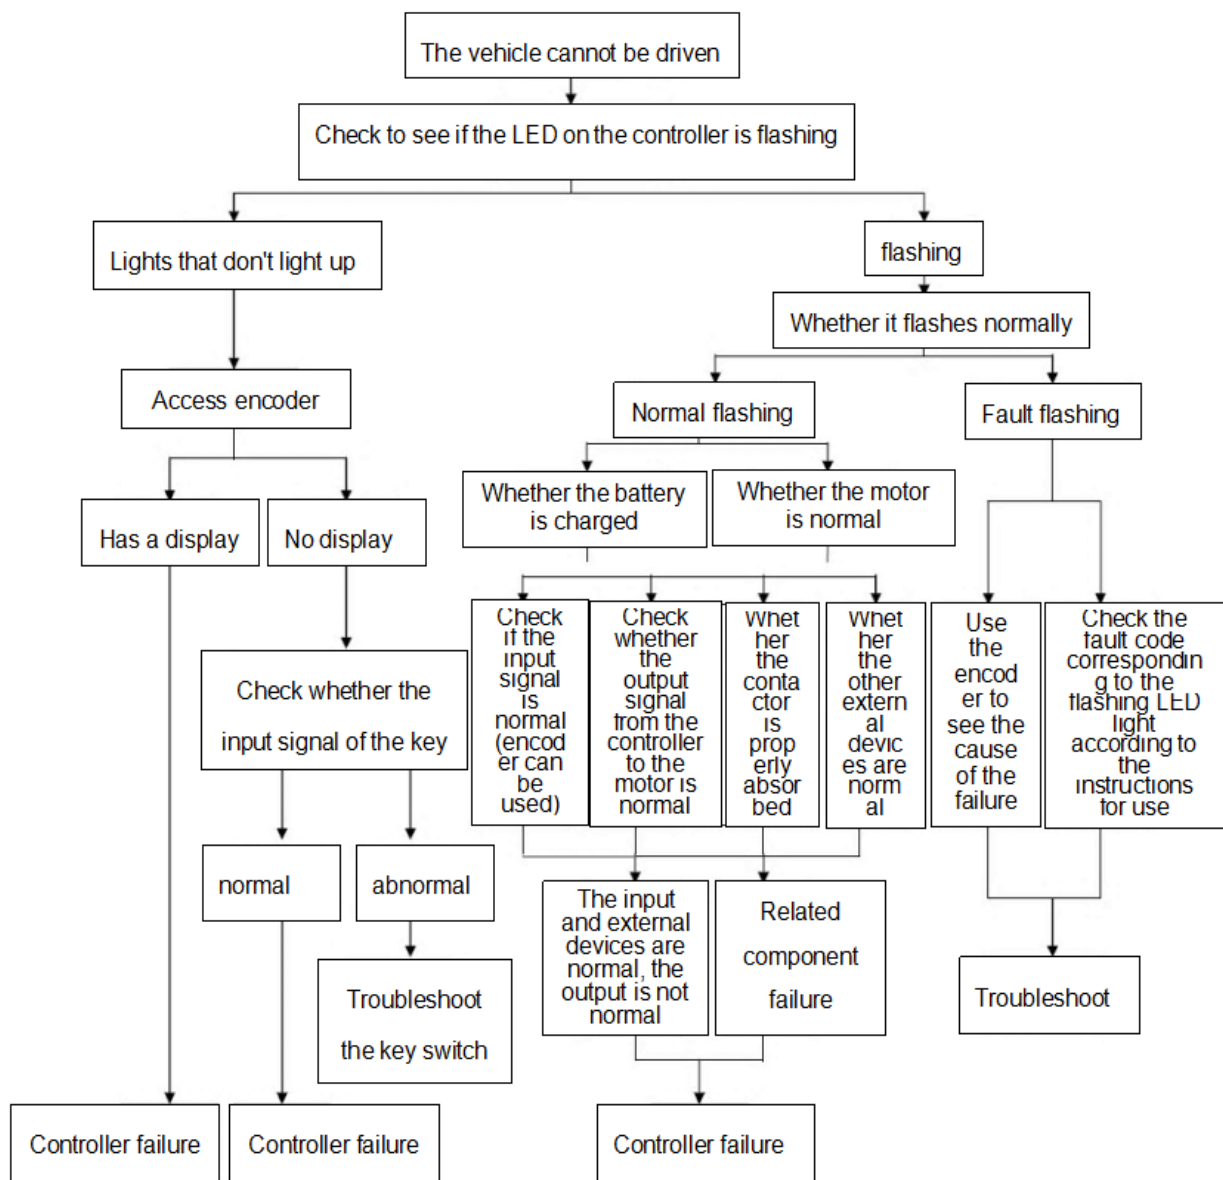 The vehicle cannot be driven
Check to see if the LED on the controller is flashing
Lights that don't light up
flashing
Whether it flashes normally
Access encoder
Normal flashing
Fault flashing
Has a display
No display
Whether the battery
is charged
Whether the motor
is normal
Check whether the
input signal of the key
Check
if the
input
signal
is
normal
(encod
er can
be
used)
Check
whether
the
output
signal
from the
controller
to the
motor is
normal
Whet
her
the
conta
ctor
is
prop
erly
absor
bed
Whet
her
the
other
extern
al
devic
es are
norm
al
Use
the
encod
er to
see the
cause
of the
failure
Check the
fault code
correspondin
g to the
flashing LED
light
according to
the
instructions
for use
normal
abnormal
Troubleshoot
the key switch
The input
and external
devices are
normal, the
output is not
normal
Related
component
failure
Troubleshoot
Controller failure
Controller failure
Controller failure